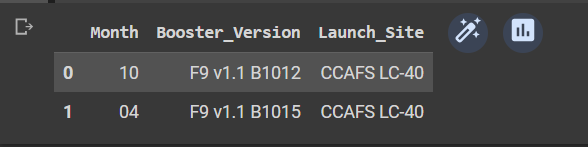 Month Booster_Version Launch_Site
0 10 F9 v1.1 B1012 CCAFS LC-40
1 04 F9 v1.1 B1015 CCAFS LC-40